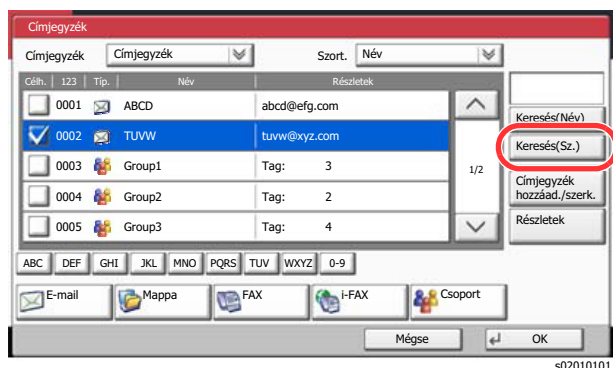 Címjegyzék
Címjegyzék Címjegyzék Szort. Név
Célh. 123 Típ. Név Részletek
0001 ABCD abcd@efg.com
0002 TUVW tuvw@xyz.com
0003 Group1 Tag: 3
0004 Group2 Tag: 2
0005 Group3 Tag: 4
1/2
Keresés(Név)
Keresés(Sz.)
Címjegyzék
hozzáad./szerk.
Részletek
ABC DEF GHI JKL MNO PQRS TUV WXYZ 0-9
E-mail Mappa FAX i-FAX Csoport
Mégse OK
s02010101